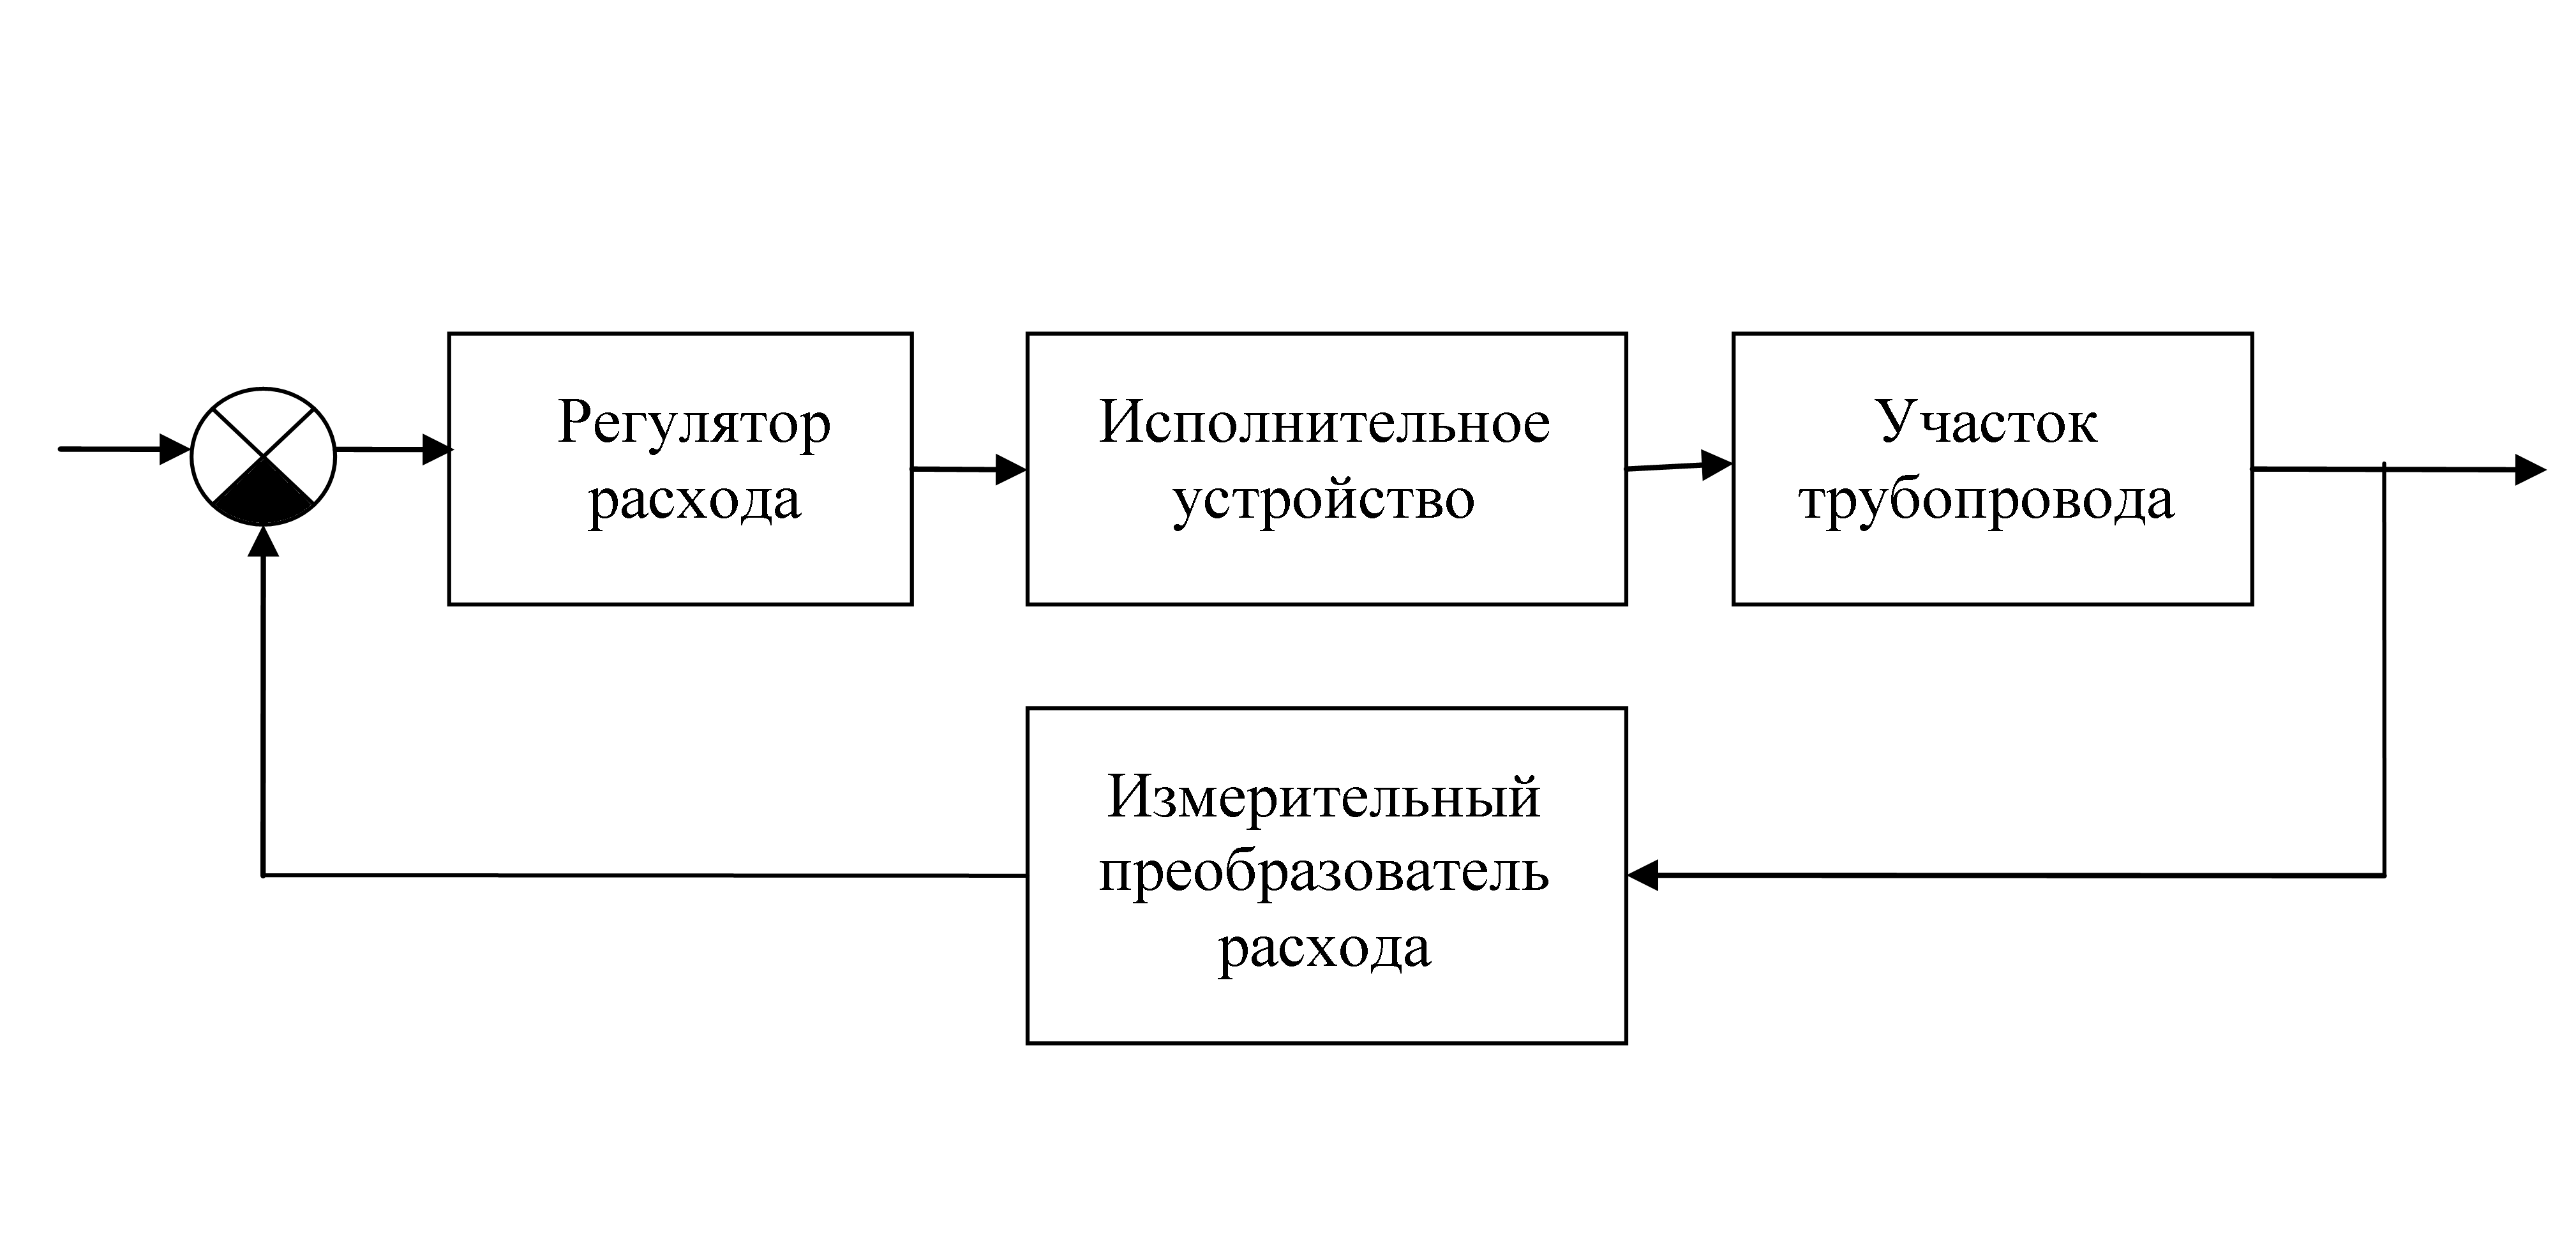 Регулятор
расхода
Исполнительное
устройство
Участок
трубопровода
Измерительный
преобразователь
расхода